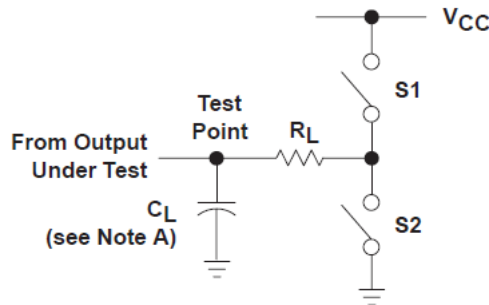 VCC
S1
Test
Point
From Output
Under Test
RL
CL
(see Note A)
S2